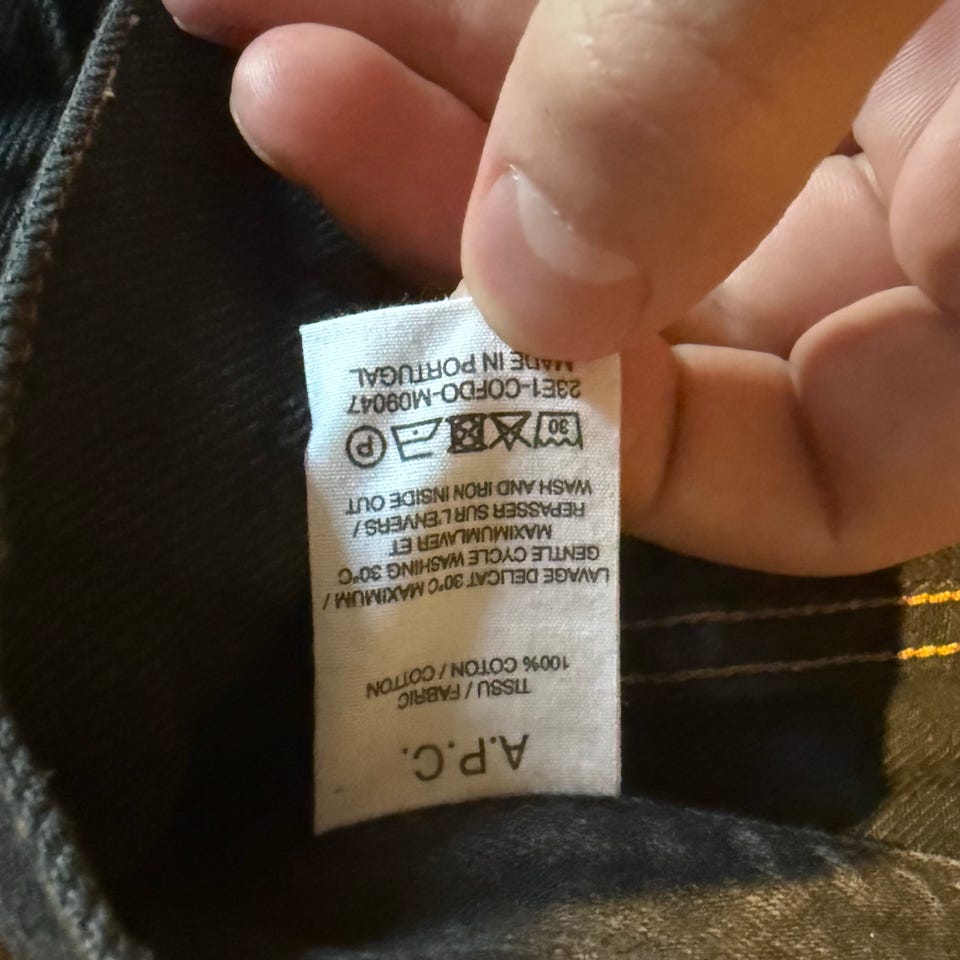 A.P.C.
TISSU / FABRIC
100% COTON / COTTON
LAVAGE DELICAT 30°C MAXIMUM /
GENTLE CYCLE WASHING 30°C
MAXIMUMLAVER ET
REPASSER SUR L'ENVERS /
WASH AND IRON INSIDE OUT
30 P
23E1-COFDO-M09047
MADE IN PORTUGAL